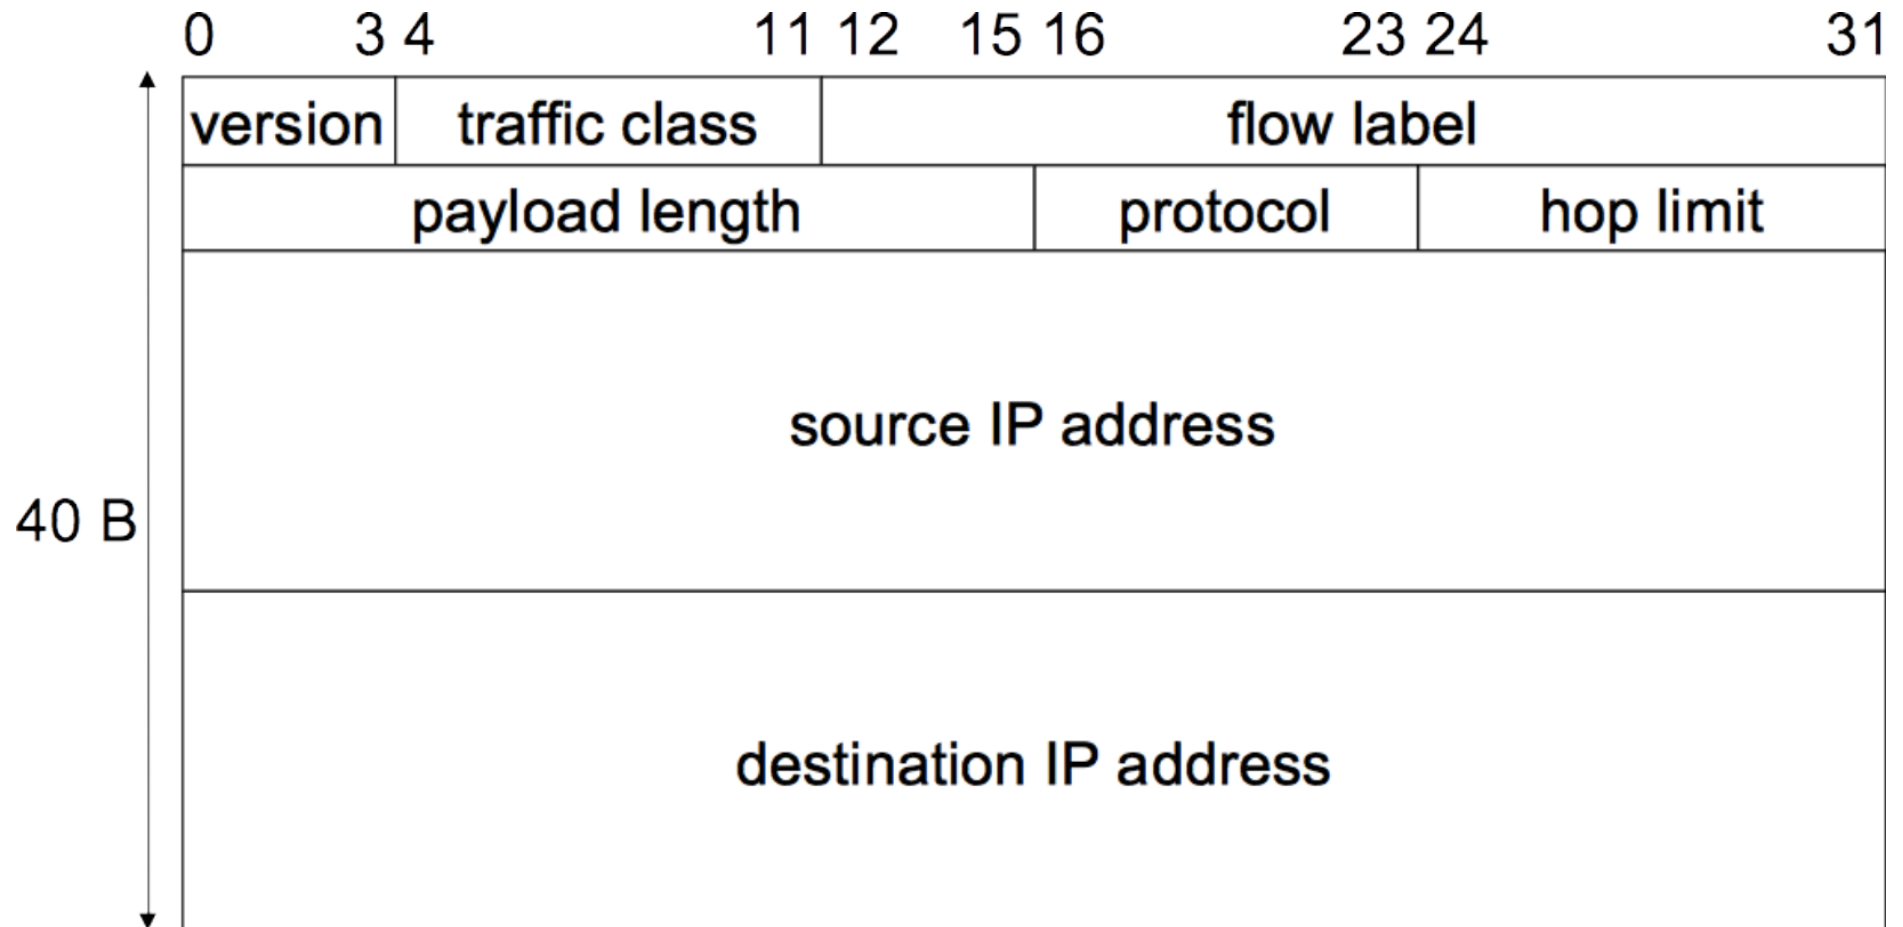 0 3 4 11 12 15 16 23 24 31
version traffic class flow label
payload length protocol hop limit
source IP address
40 B
destination IP address